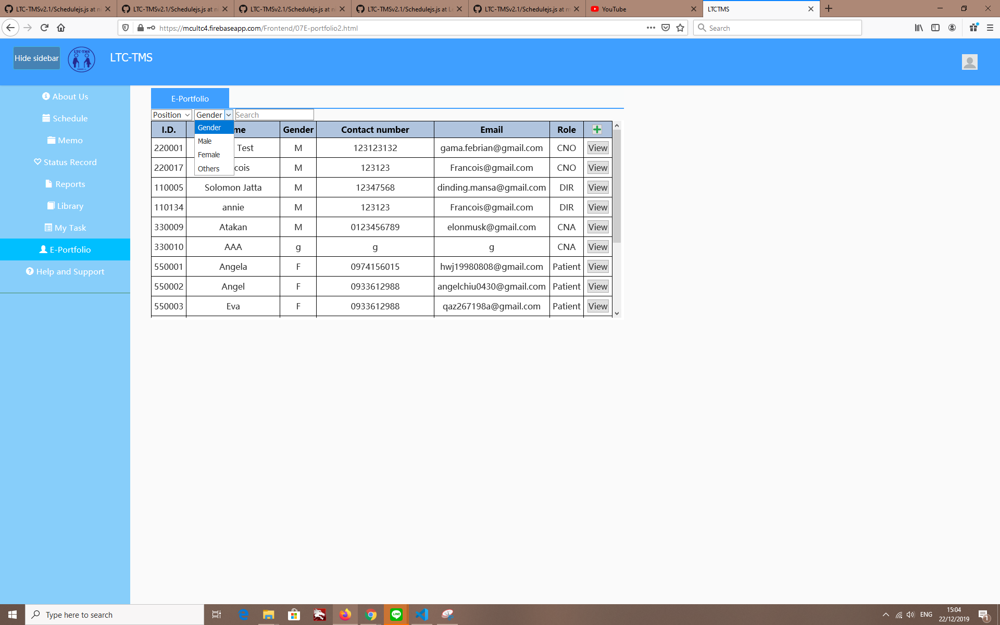 LTC-TMSv2.1/Schedulejs.js at n
LTC-TMSv2.1/Schedulejs.js at n
LTC-TMSv2.1/Schedulejs.js at n
LTC-TMSv2.1/Schedulejs.js at Le
LTC-TMSv2.1/Schedulejs.js at m
YouTube
LTCTMS
https://mcultc4.firebaseapp.com/Frontend/07E-portfolio2.html
Search
Hide sidebar
LTC-TMS
LTC-TMS
About Us
Schedule
Memo
Status Record
Reports
Library
My Task
E-Portfolio
Help and Support
E-Portfolio
Position Gender Search
Gender
Male
Female
Others
I.D. me Gender Contact number Email Role
220001 Test M 123123132 gama.febrian@gmail.com CNO View
220017 cois M 123123 Francois@gmail.com CNO View
110005 Solomon Jatta M 12347568 dinding.mansa@gmail.com DIR View
110134 annie M 123123 Francois@gmail.com DIR View
330009 Atakan M 0123456789 elonmusk@gmail.com CNA View
330010 AAA g g g CNA View
550001 Angela F 0974156015 hwj19980808@gmail.com Patient View
550002 Angel F 0933612988 angelchiu0430@gmail.com Patient View
550003 Eva F 0933612988 qaz267198a@gmail.com Patient View
Type here to search
LINE
ENG
15:04
22/12/2019
1